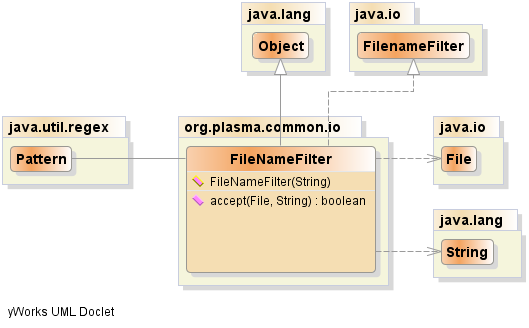 java.lang
java.io
Object
FilenameFilter
java.util.regex
org.plasma.common.io
java.io
Pattern
FileNameFilter
File
FileNameFilter(String)
accept(File, String) : boolean
java.lang
String
yWorks UML Doclet